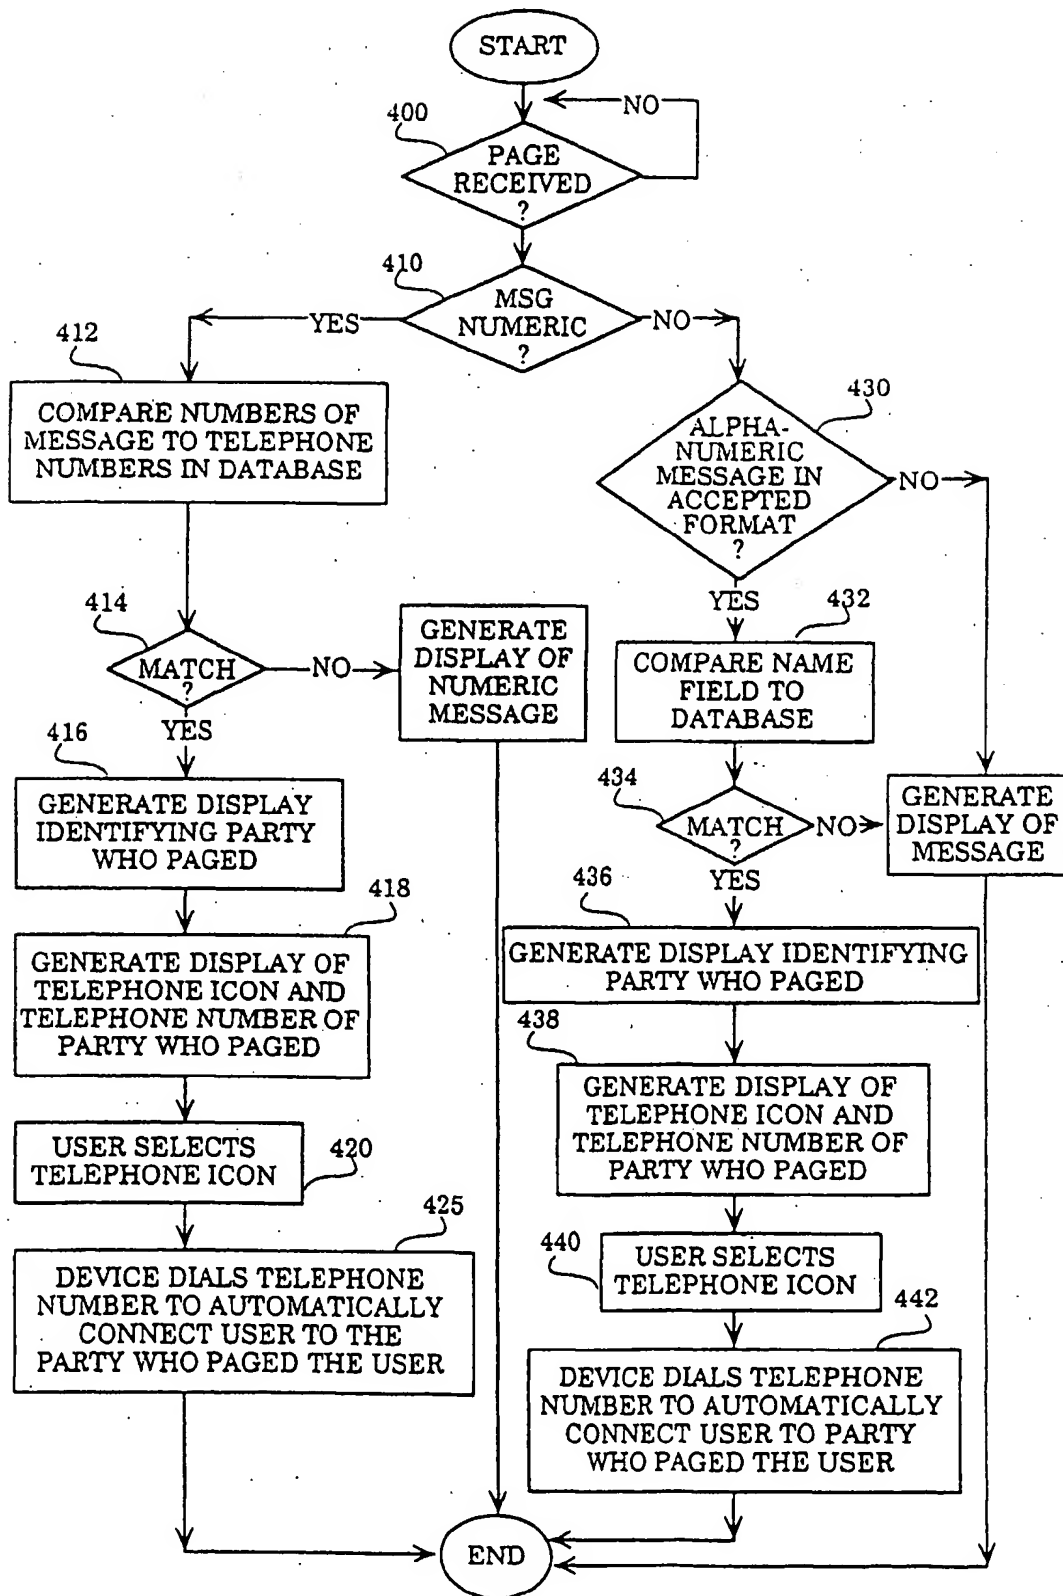 START
NO
400
PAGE
RECEIVED
?
410
MSG
NUMERIC
?
YES
NO
412
COMPARE NUMBERS OF
MESSAGE TO TELEPHONE
NUMBERS IN DATABASE
430
ALPHA-
NUMERIC
MESSAGE IN
ACCEPTED
FORMAT
?
NO
YES
414
MATCH
?
NO
YES
GENERATE
DISPLAY OF
NUMERIC
MESSAGE
432
COMPARE NAME
FIELD TO
DATABASE
416
GENERATE DISPLAY
IDENTIFYING PARTY
WHO PAGED
434
MATCH
?
NO
YES
GENERATE
DISPLAY OF
MESSAGE
418
GENERATE DISPLAY OF
TELEPHONE ICON AND
TELEPHONE NUMBER OF
PARTY WHO PAGED
436
GENERATE DISPLAY IDENTIFYING
PARTY WHO PAGED
438
GENERATE DISPLAY OF
TELEPHONE ICON AND
TELEPHONE NUMBER OF
PARTY WHO PAGED
USER SELECTS
TELEPHONE ICON
420
425
DEVICE DIALS TELEPHONE
NUMBER TO AUTOMATICALLY
CONNECT USER TO THE
PARTY WHO PAGED THE USER
440
USER SELECTS
TELEPHONE ICON
442
DEVICE DIALS TELEPHONE
NUMBER TO AUTOMATICALLY
CONNECT USER TO PARTY
WHO PAGED THE USER
END